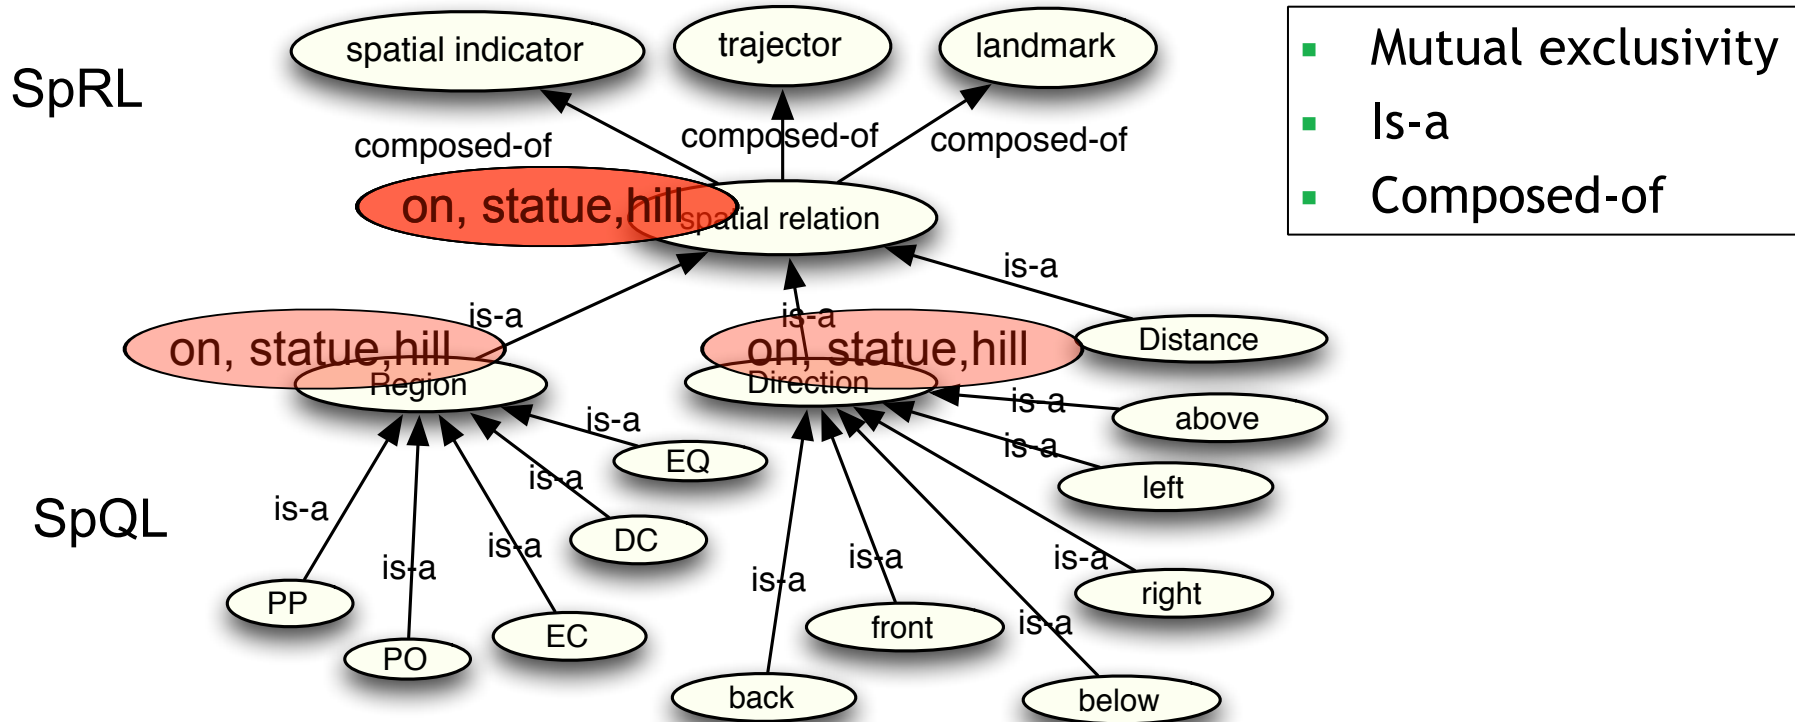 spatial indicator
trajector
landmark
SpRL
composed-of
composed-of
composed-of
on, statue,hill
spatial relation
is-a
is-a
is-a
on, statue,hill
on, statue,hill
Distance
Region
Direction
is-a
above
is-a
is-a
EQ
left
SpQL
is-a
is-a
DC
is-a
is-a
is-a
is-a
is-a
is-a
PP
right
EC
front
is-a
PO
back
below
▪ Mutual exclusivity
▪ Is-a
▪ Composed-of